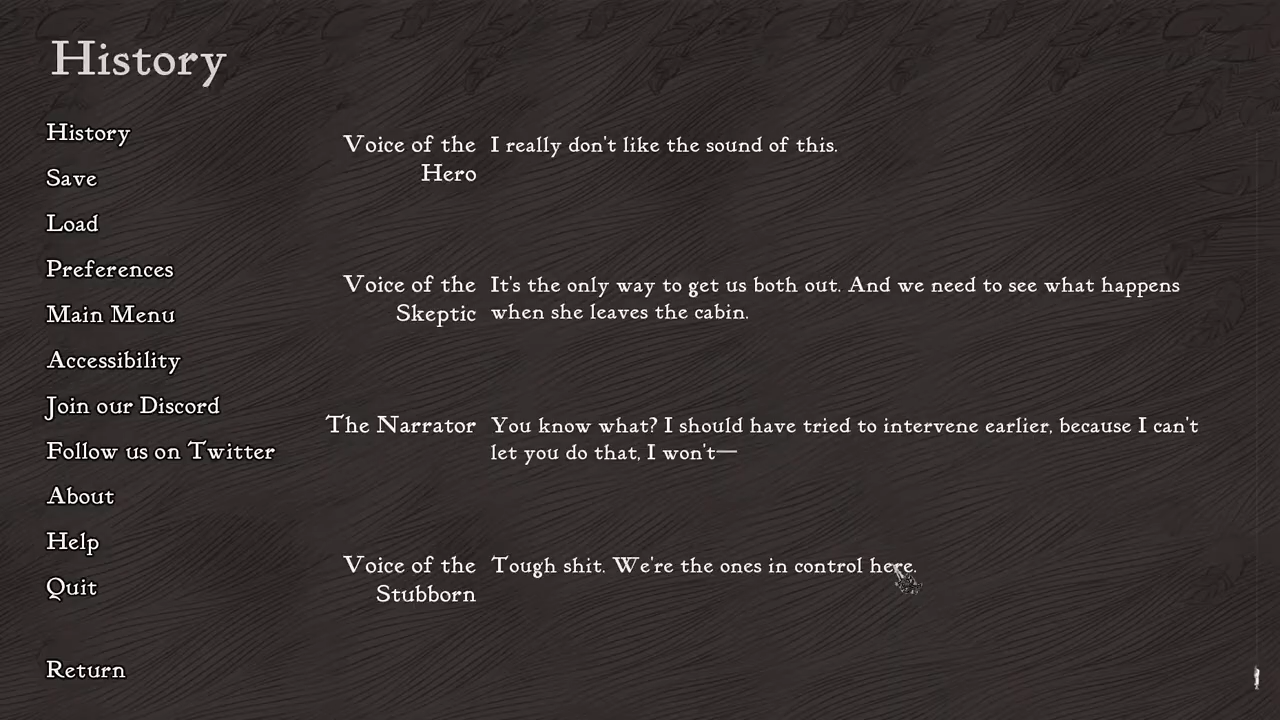 History
History
Save
Load
Preferences
Main Menu
Accessibility
Join our Discord
Follow us on Twitter
About
Help
Quit
Return
Voice of the
Hero
I really don't like the sound of this.
Voice of the
Skeptic
It's the only way to get us both out. And we need to see what happens
when she leaves the cabin.
The Narrator
You know what? I should have tried to intervene earlier, because I can't
let you do that, I won't—
Voice of the
Stubborn
Tough shit. We're the ones in control here.